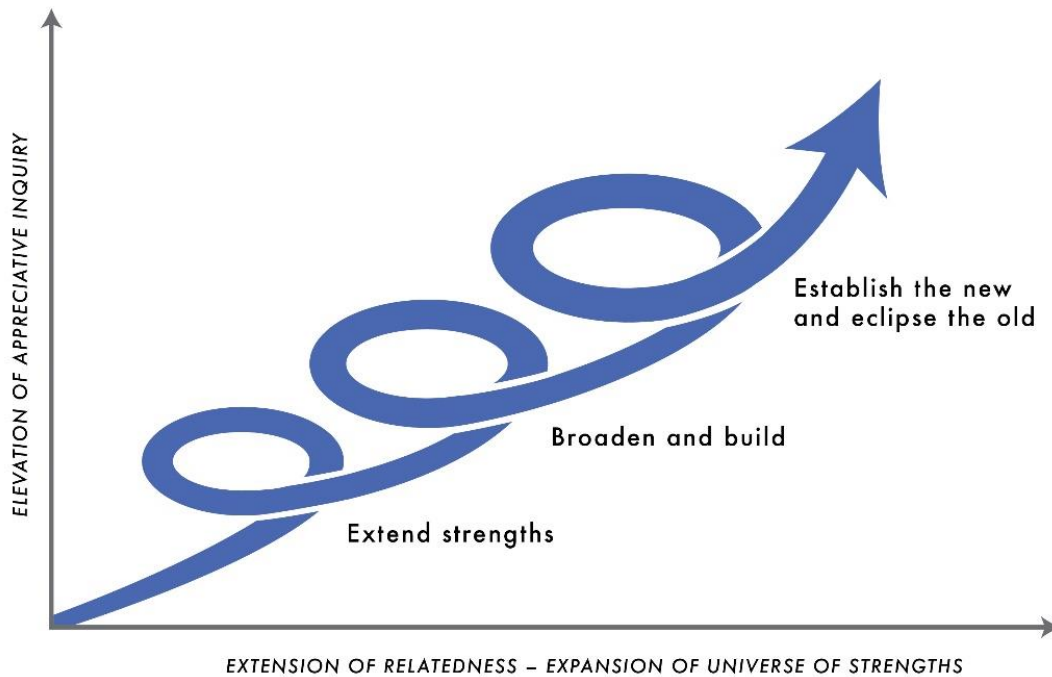 ELEVATION OF APPRECIATIVE INQUIRY
Establish the new
and eclipse the old
Broaden and build
Extend strengths
EXTENSION OF RELATEDNESS – EXPANSION OF UNIVERSE OF STRENGTHS